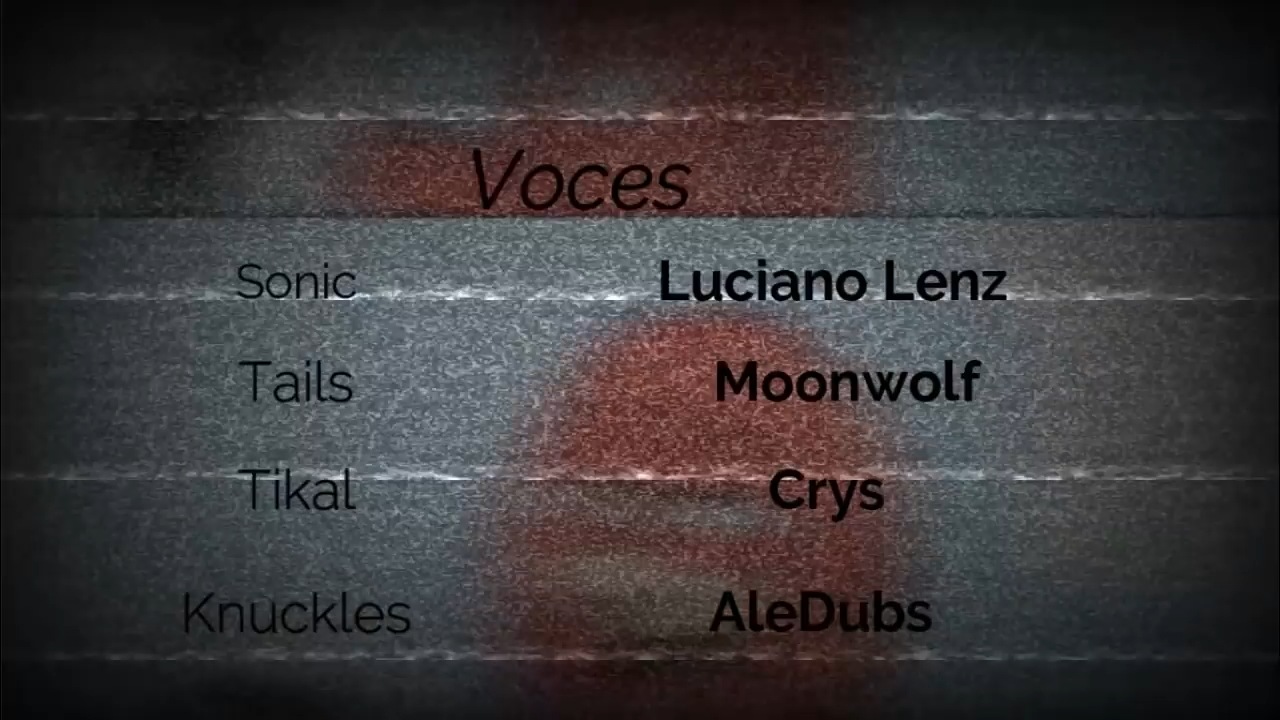 Voces
Sonic Luciano Lenz
Tails Moonwolf
Tikal Crys
Knuckles AleDubs